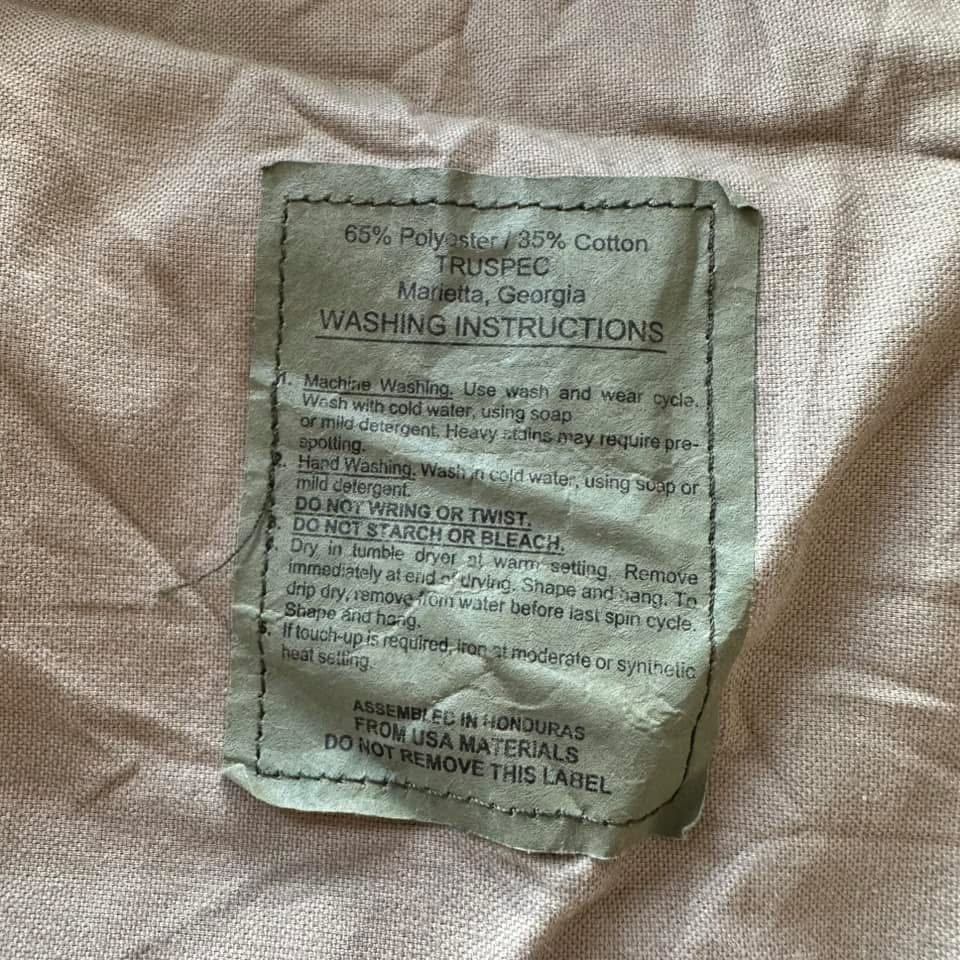 65% Polyester / 35% Cotton
TRUSPEC
Marietta, Georgia
WASHING INSTRUCTIONS
1. Machine Washing. Use wash and wear cycle.
Wash with cold water, using soap
or mild detergent. Heavy stains may require pre-
spotting.
2. Hand Washing. Wash in cold water, using soap or
mild detergent.
DO NOT WRING OR TWIST.
DO NOT STARCH OR BLEACH.
Dry in tumble dryer at warm setting. Remove
immediately at end of drying. Shape and hang. To
drip dry, remove from water before last spin cycle.
Shape and hang.
If touch-up is required, iron at moderate or synthetic
heat setting.
ASSEMBLED IN HONDURAS
FROM USA MATERIALS
DO NOT REMOVE THIS LABEL